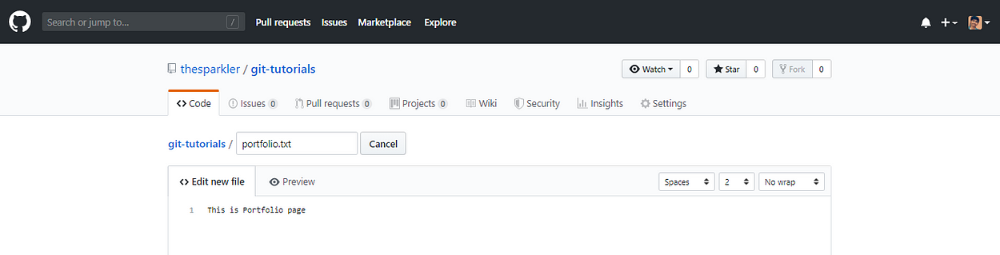 Search or jump to... / Pull requests Issues Marketplace Explore
thesparkler / git-tutorials Watch 0 Star 0 Fork 0
Code Issues 0 Pull requests 0 Projects 0 Wiki Security Insights Settings
git-tutorials / portfolio.txt Cancel
Edit new file Preview Spaces 2 No wrap
1 This is Portfolio page